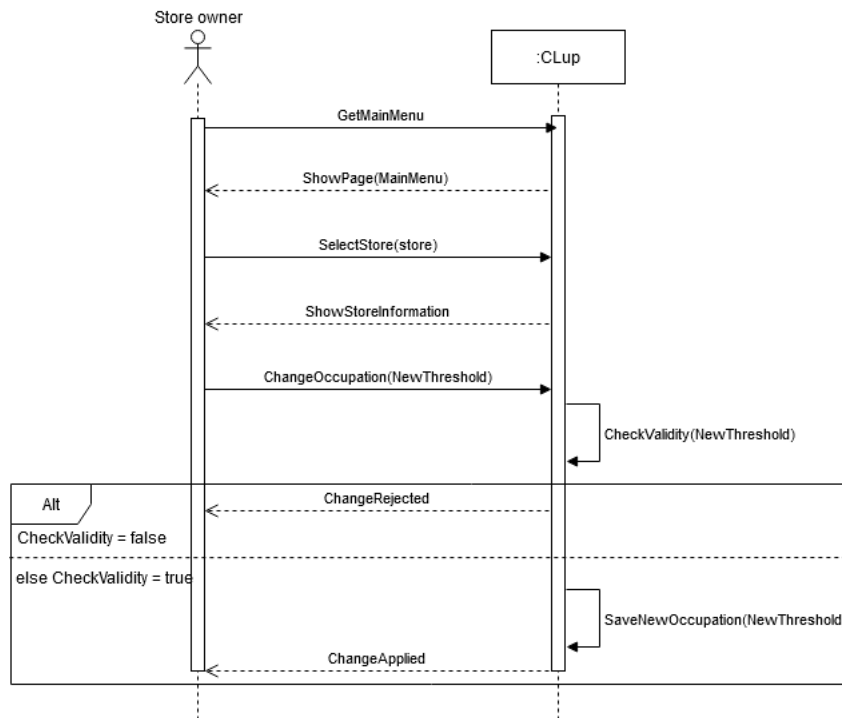 Store owner
:CLup
GetMainMenu
ShowPage(MainMenu)
SelectStore(store)
ShowStoreInformation
ChangeOccupation(NewThreshold)
CheckValidity(NewThreshold)
Alt
ChangeRejected
CheckValidity = false
else CheckValidity = true
SaveNewOccupation(NewThreshold
ChangeApplied